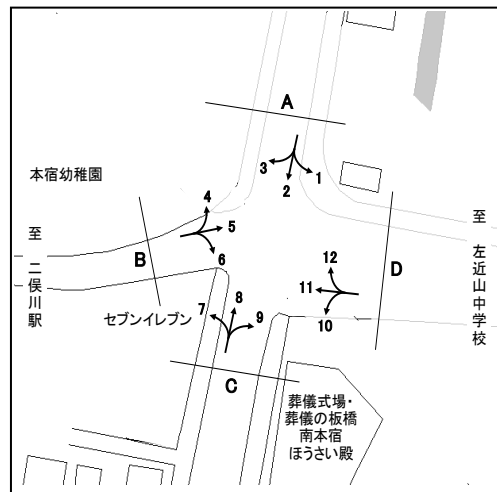 A
3
2
1
本宿幼稚園
4
5
6
B
至 二俣川駅
セブンイレブン
7
8
9
C
12
11
10
D
至 左近山中学校
葬儀式場・
葬儀の板橋
南本宿
ほうさい殿